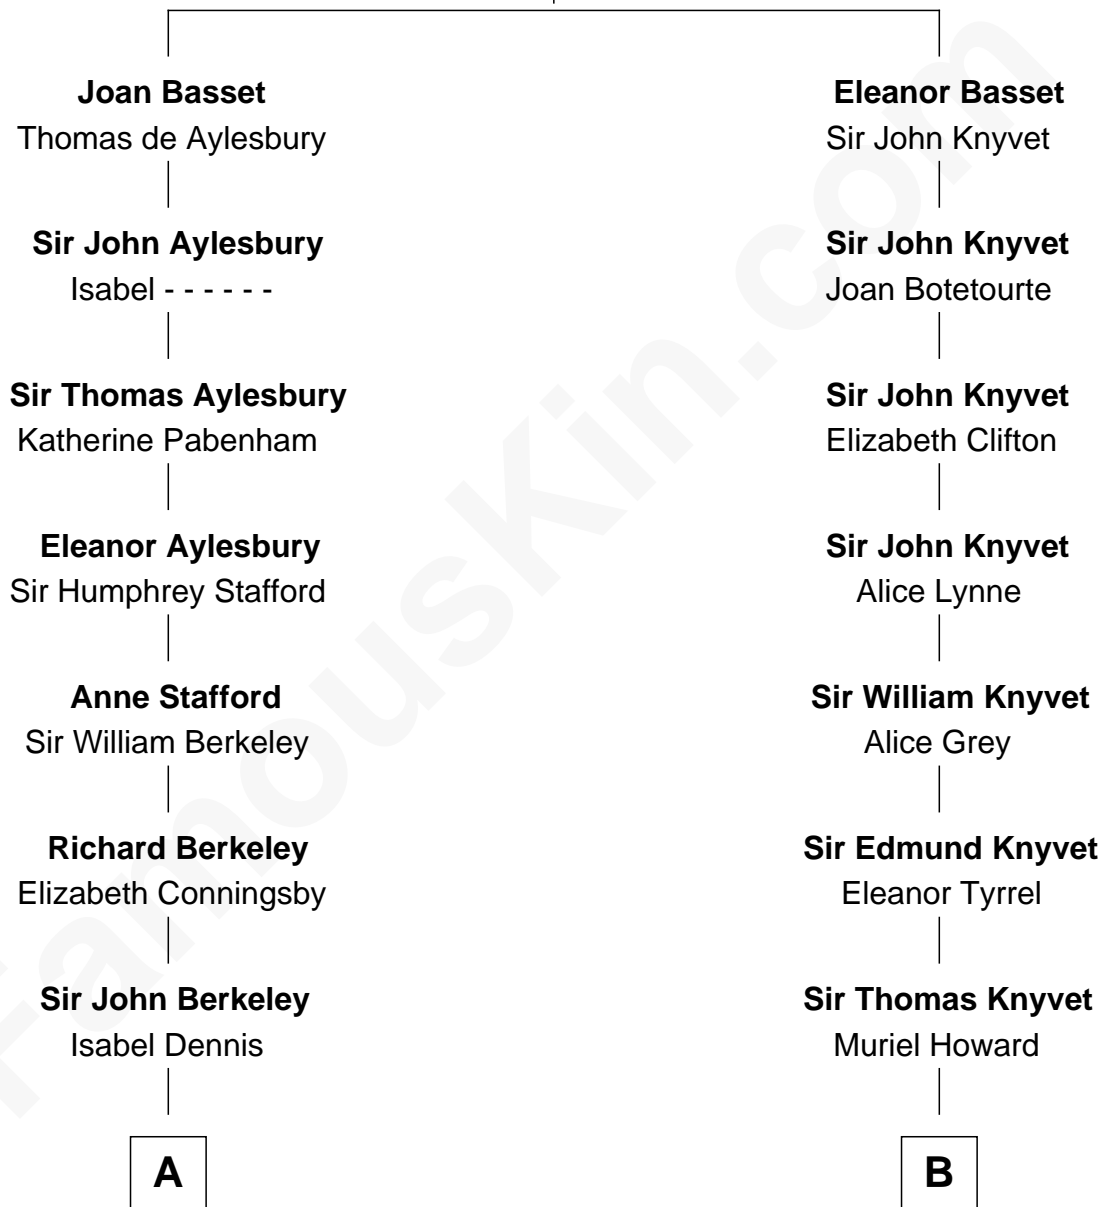 Joan Basset
Thomas de Aylesbury
Sir John Aylesbury
Isabel - - - - - -
Sir Thomas Aylesbury
Katherine Pabenham
Eleanor Aylesbury
Sir Humphrey Stafford
Anne Stafford
Sir William Berkeley
Richard Berkeley
Elizabeth Conningsby
Sir John Berkeley
Isabel Dennis
A
Eleanor Basset
Sir John Knyvet
Sir John Knyvet
Joan Botetourte
Sir John Knyvet
Elizabeth Clifton
Sir John Knyvet
Alice Lynne
Sir William Knyvet
Alice Grey
Sir Edmund Knyvet
Eleanor Tyrrel
Sir Thomas Knyvet
Muriel Howard
B
FamousKin.com